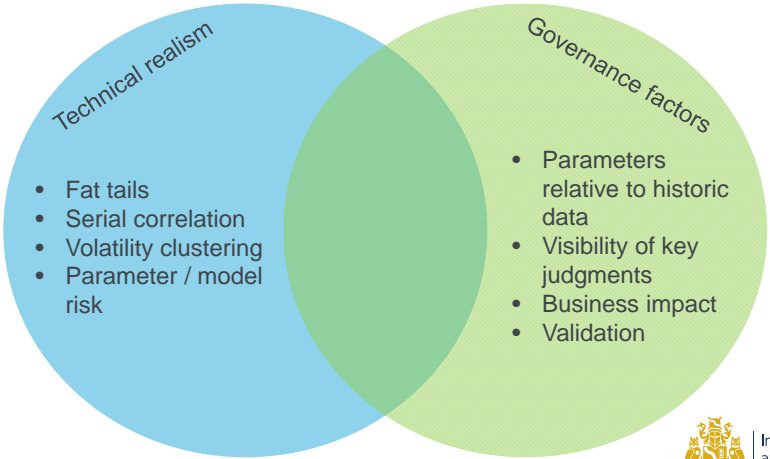 Technical realism
• Fat tails
• Serial correlation
• Volatility clustering
• Parameter / model
risk
Governance factors
• Parameters
relative to historic
data
• Visibility of key
judgments
• Business impact
• Validation